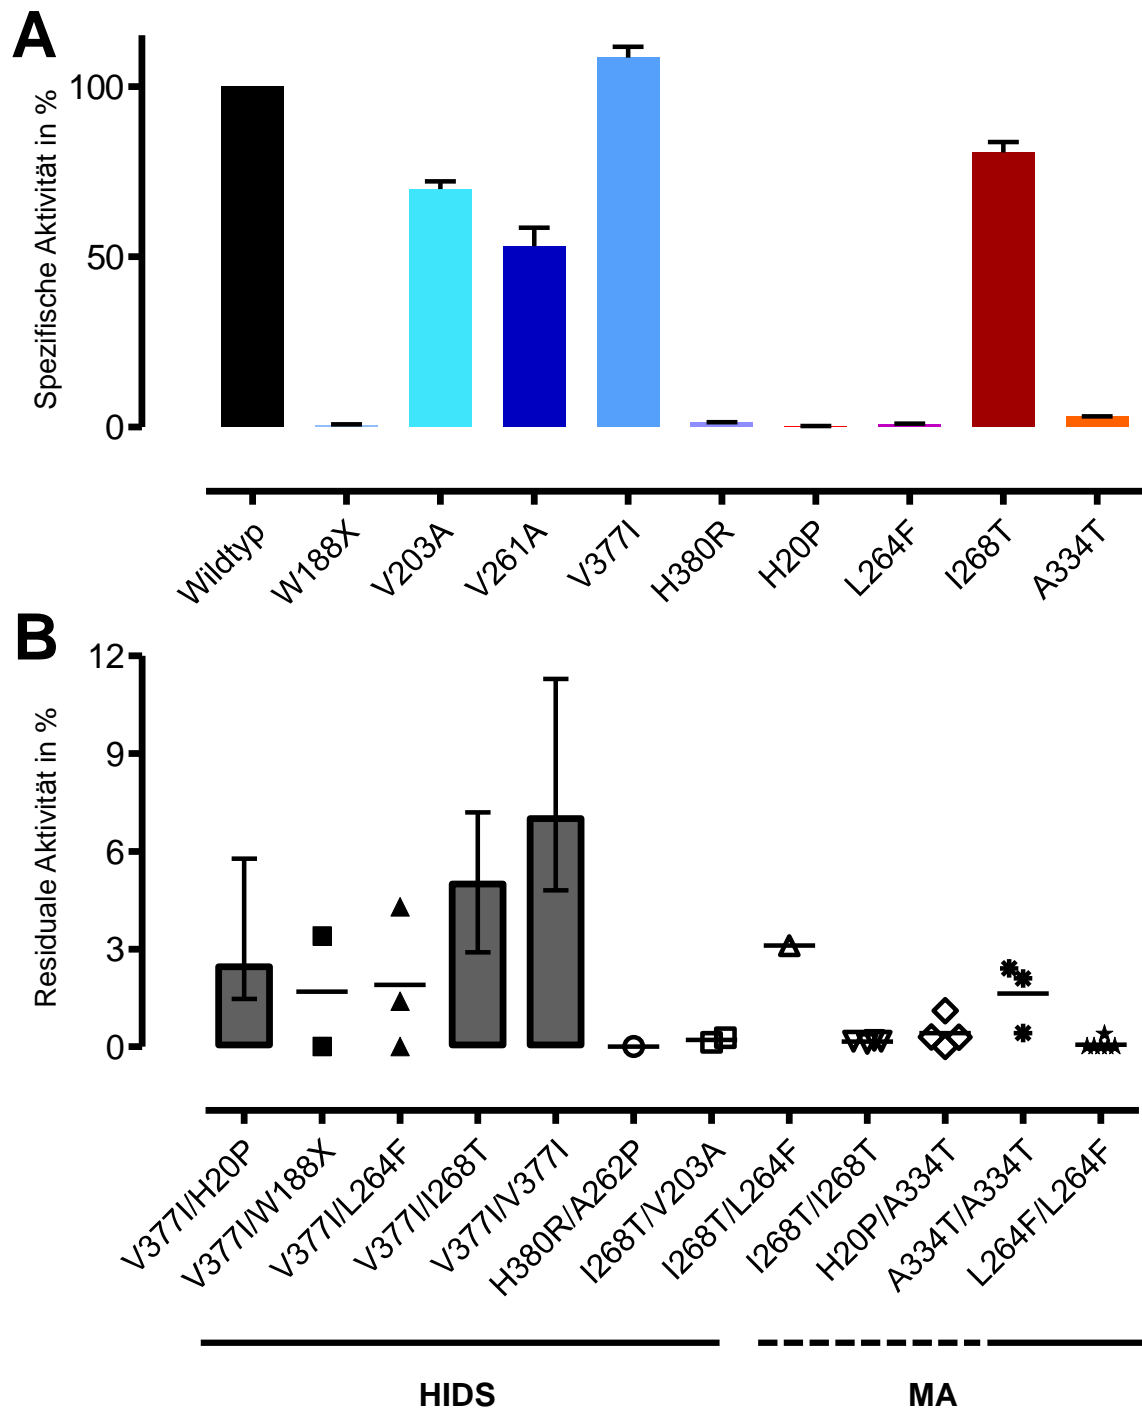 A
Spezifische Aktivität in %
100
50
0
Wildtyp
W188X
V203A
V261A
V377I
H380R
H20P
L264F
I268T
A334T
B
Residuale Aktivität in %
12
9
6
3
0
V377I/H20P
V377I/W188X
V377I/L264F
V377I/I268T
V377I/V377I
H380R/A262P
I268T/V203A
I268T/L264F
I268T/I268T
H20P/A334T
A334T/A334T
L264F/L264F
HIDS
MA